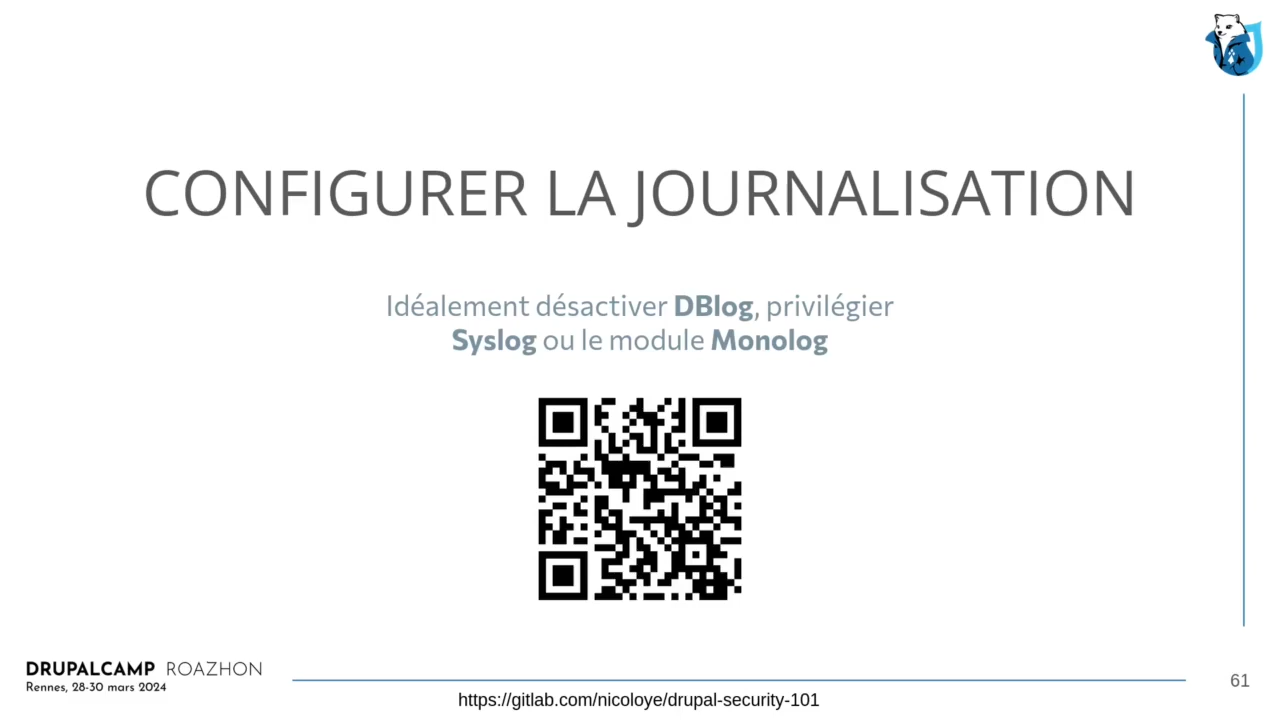 CONFIGURER LA JOURNALISATION
Idéalement désactiver DBlog, privilégier
Syslog ou le module Monolog
DRUPALCAMP ROAZHON
Rennes, 28-30 mars 2024
https://gitlab.com/nicoloye/drupal-security-101
61